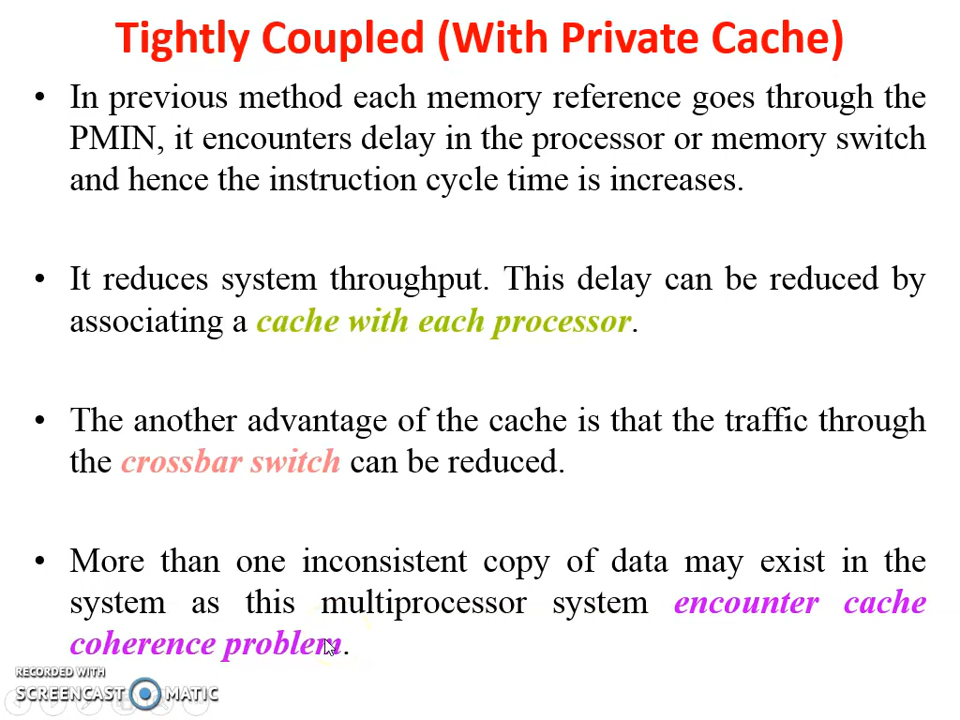 Tightly Coupled (With Private Cache)
• In previous method each memory reference goes through the
PMIN, it encounters delay in the processor or memory switch
and hence the instruction cycle time is increases.
• It reduces system throughput. This delay can be reduced by
associating a cache with each processor.
• The another advantage of the cache is that the traffic through
the crossbar switch can be reduced.
• More than one inconsistent copy of data may exist in the
system as this multiprocessor system encounter cache
coherence problem.
RECORDED WITH
SCREENCAST MATIC